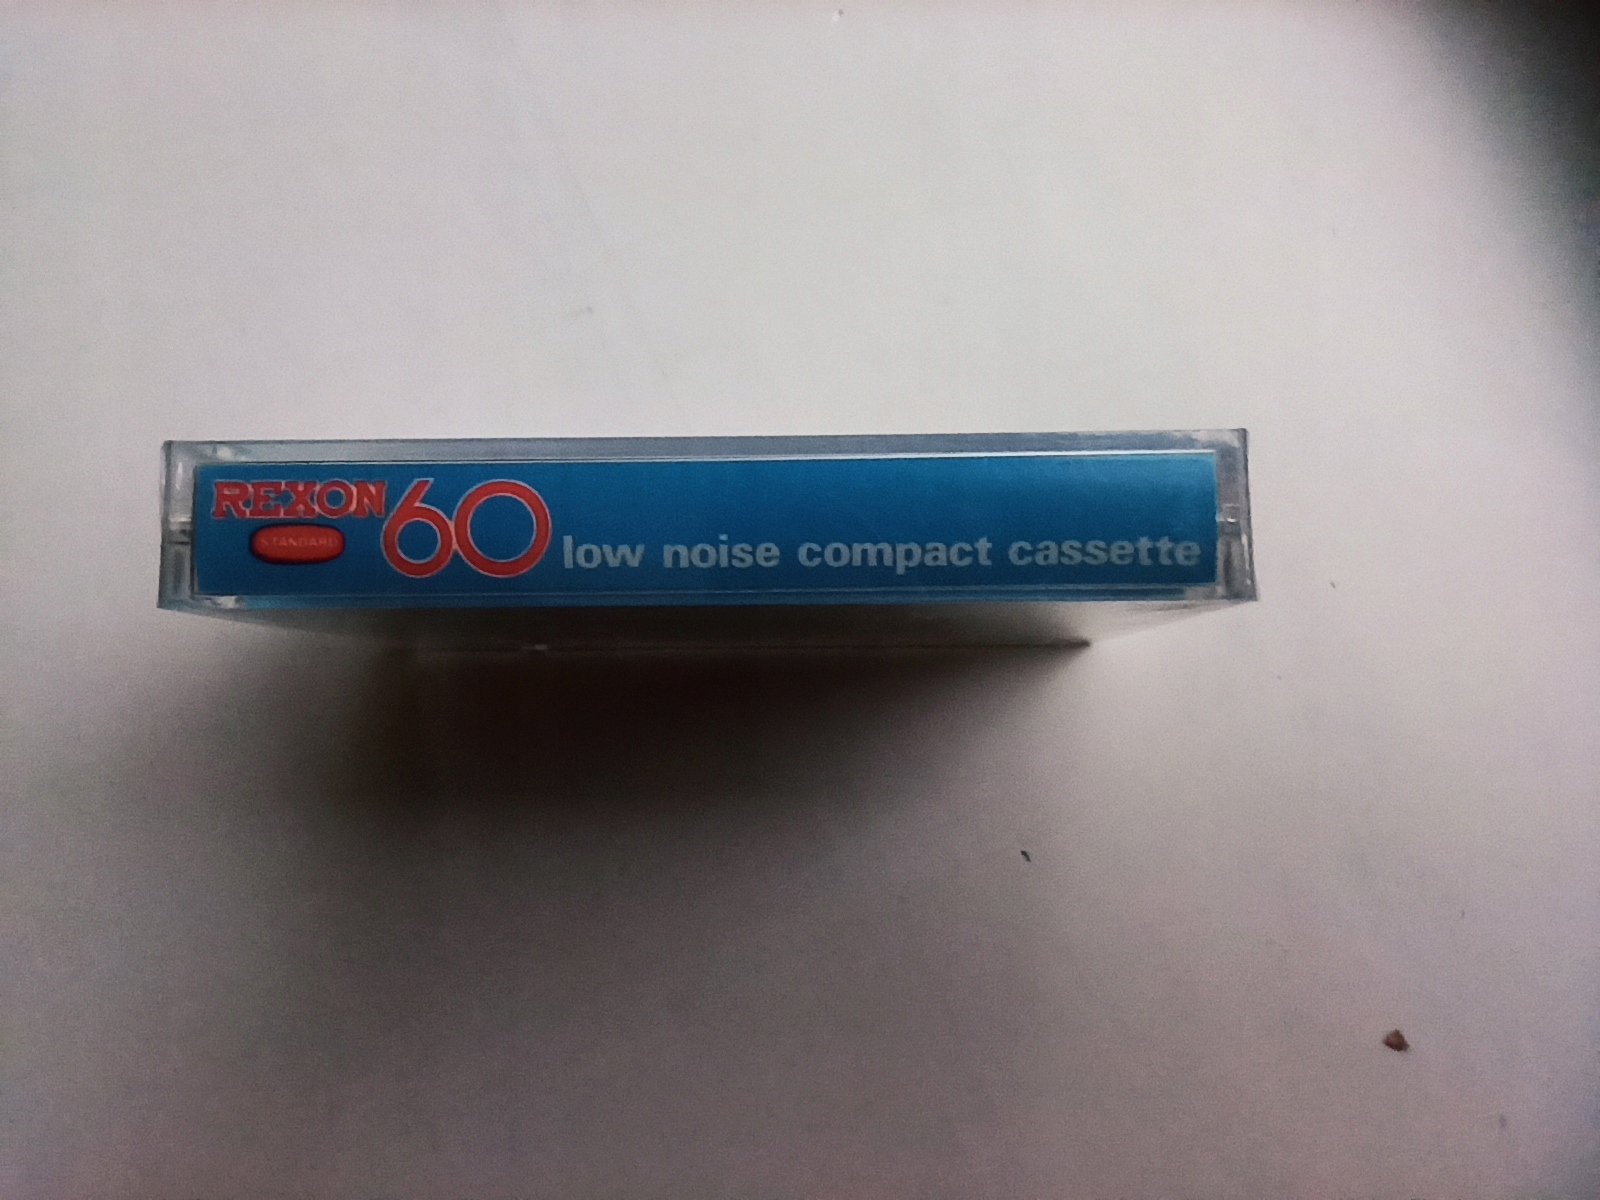 REXON 60
STANDARD
low noise compact cassette